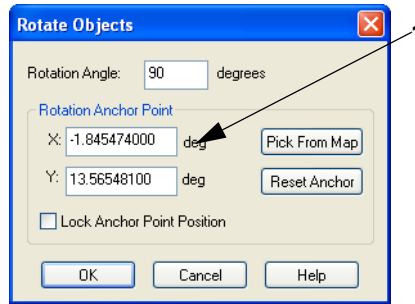 Rotate Objects
Rotation Angle: 90 degrees
Rotation Anchor Point
X: -1.845474000 deg Pick From Map
Y: 13.56548100 deg Reset Anchor
Lock Anchor Point Position
OK Cancel Help